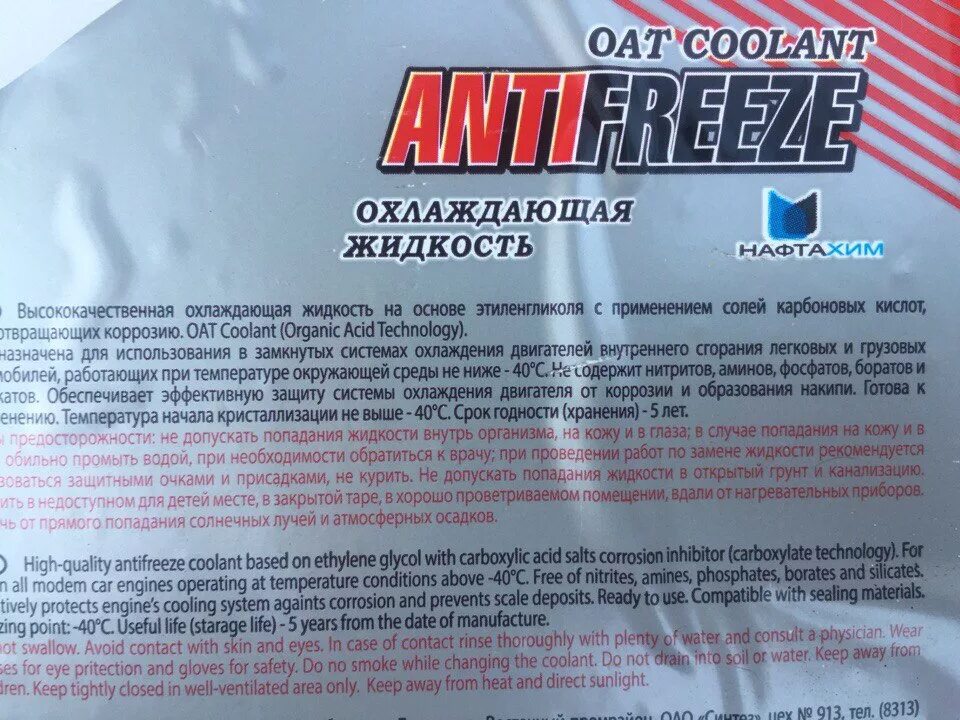 OAT COOLANT
ANTIFREEZE
ОХЛАЖДАЮЩАЯ
ЖИДКОСТЬ
НАФТАХИМ
Высококачественная охлаждающая жидкость на основе этиленгликоля с применением солей карбоновых кислот,
отвращающих коррозию. OAT Coolant (Organic Acid Technology).
назначена для использования в замкнутых системах охлаждения двигателей внутреннего сгорания легковых и грузовых
мобилей, работающих при температуре окружающей среды не ниже - 40°С. Не содержит нитритов, аминов, фосфатов, боратов и
катов. Обеспечивает эффективную защиту системы охлаждения двигателя от коррозии и образования накипи. Готова к
енению. Температура начала кристаллизации не выше - 40°С. Срок годности (хранения) - 5 лет.
ы предосторожности: не допускать попадания жидкости внутрь организма, на кожу и в глаза; в случае попадания на кожу и в
обильно промыть водой, при необходимости обратиться к врачу; при проведении работ по замене жидкости рекомендуется
зоваться защитными очками и присадками, не курить. Не допускать попадания жидкости в открытый грунт и канализацию.
ить в недоступном для детей месте, в закрытой таре, в хорошо проветриваемом помещении, вдали от нагревательных приборов.
чь от прямого попадания солнечных лучей и атмосферных осадков.
High-quality antifreeze coolant based on ethylene glycol with carboxylic acid salts corrosion inhibitor (carboxylate technology). For
n all modem car engines operating at temperature conditions above -40°C. Free of nitrites, amines, phosphates, borates and silicates.
tively protects engine's cooling system againts corrosion and prevents scale deposits. Ready to use. Compatible with sealing materials.
zing point: -40°C. Useful life (starage life) - 5 years from the date of manufacture.
not swallow. Avoid contact with skin and eyes. In case of contact rinse thoroughly with plenty of water and consult a physician. Wear
ses for eye pritection and gloves for safety. Do no smoke while changing the coolant. Do not drain into soil or water. Keep away from
dren. Keep tightly closed in well-ventilated area only. Keep away from heat and direct sunlight.
Восточный промрайон, ОАО «Синтез», цех № 913, тел. (8313)